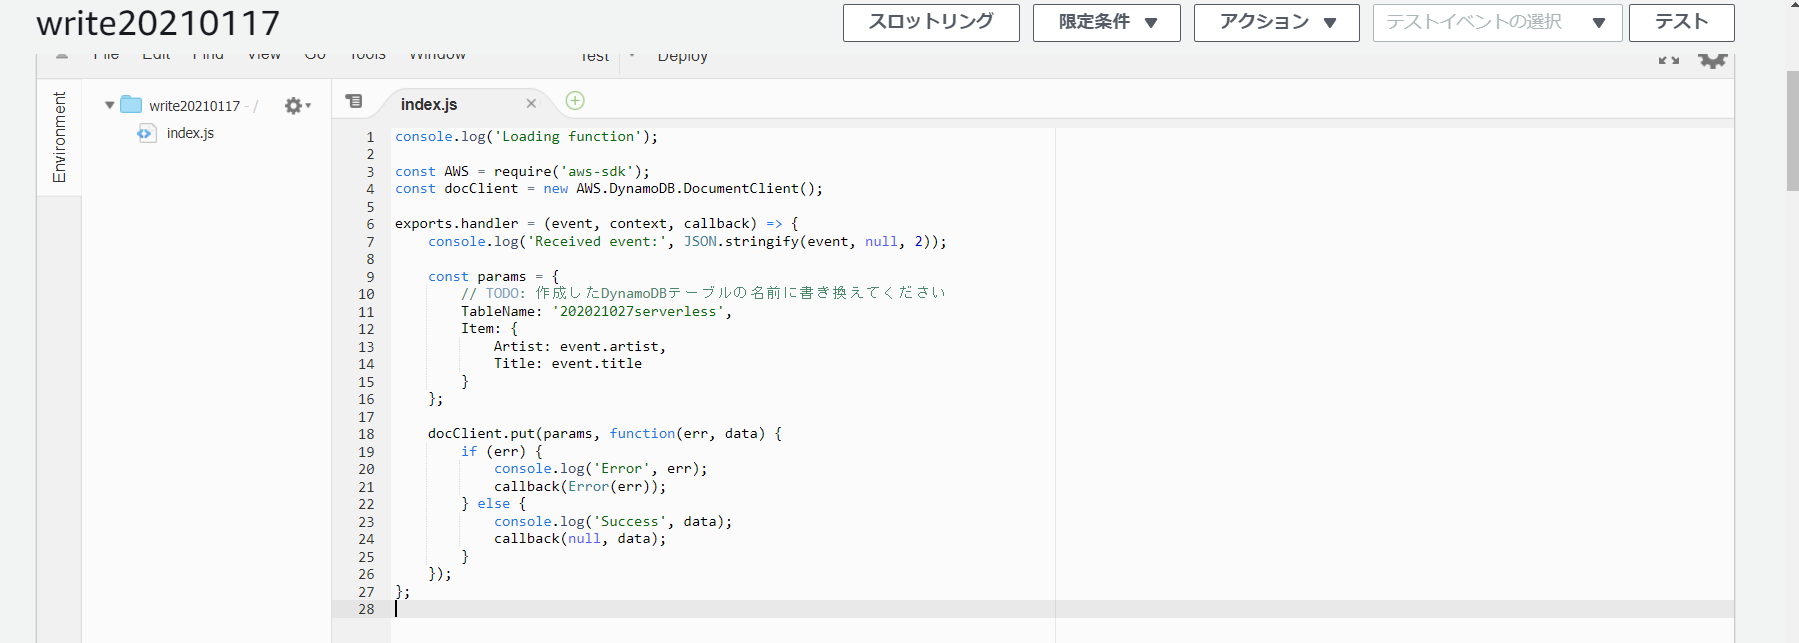 write20210117
スロットリング 限定条件 アクション テストイベントの選択 テスト
File Edit Find View Go Tools Window Test Deploy
Environment
write20210117 - /
index.js
index.js
1 console.log('Loading function');
2
3 const AWS = require('aws-sdk');
4 const docClient = new AWS.DynamoDB.DocumentClient();
5
6 exports.handler = (event, context, callback) => {
7 console.log('Received event:', JSON.stringify(event, null, 2));
8
9 const params = {
10 // TODO: 作成したDynamoDBテーブルの名前に書き換えてください
11 TableName: '202021027serverless',
12 Item: {
13 Artist: event.artist,
14 Title: event.title
15 }
16 };
17
18 docClient.put(params, function(err, data) {
19 if (err) {
20 console.log('Error', err);
21 callback(Error(err));
22 } else {
23 console.log('Success', data);
24 callback(null, data);
25 }
26 });
27 };
28